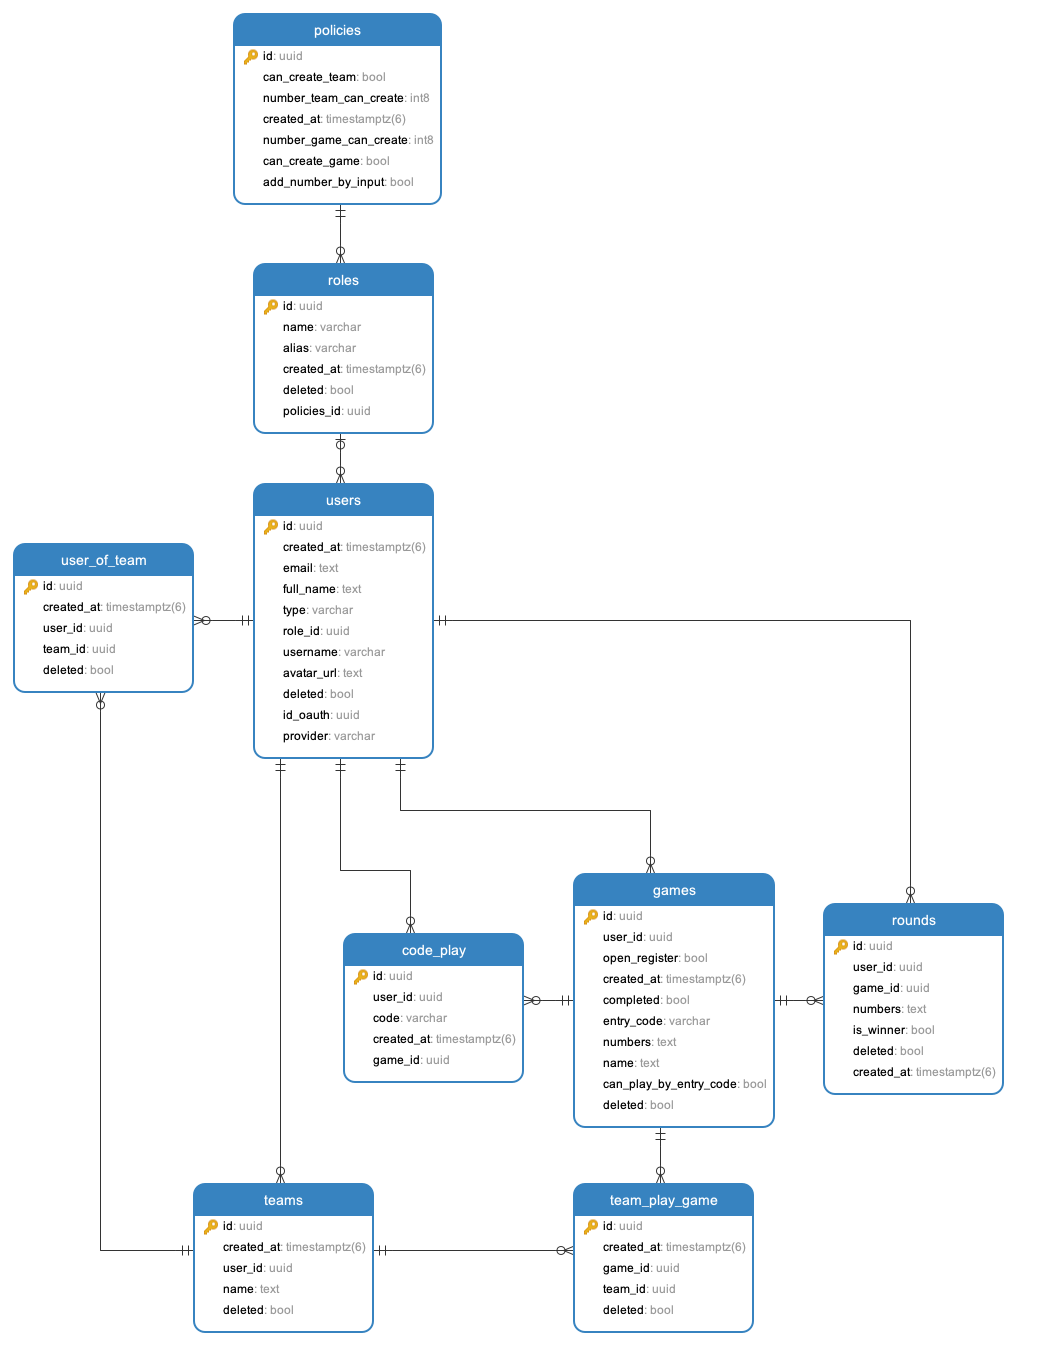 policies
id: uuid
can_create_team: bool
number_team_can_create: int8
created_at: timestamptz(6)
number_game_can_create: int8
can_create_game: bool
add_number_by_input: bool
roles
id: uuid
name: varchar
alias: varchar
created_at: timestamptz(6)
deleted: bool
policies_id: uuid
users
id: uuid
created_at: timestamptz(6)
email: text
full_name: text
type: varchar
role_id: uuid
username: varchar
avatar_url: text
deleted: bool
id_oauth: uuid
provider: varchar
user_of_team
id: uuid
created_at: timestamptz(6)
user_id: uuid
team_id: uuid
deleted: bool
games
id: uuid
user_id: uuid
open_register: bool
created_at: timestamptz(6)
completed: bool
entry_code: varchar
numbers: text
name: text
can_play_by_entry_code: bool
deleted: bool
rounds
id: uuid
user_id: uuid
game_id: uuid
numbers: text
is_winner: bool
deleted: bool
created_at: timestamptz(6)
code_play
id: uuid
user_id: uuid
code: varchar
created_at: timestamptz(6)
game_id: uuid
teams
id: uuid
created_at: timestamptz(6)
user_id: uuid
name: text
deleted: bool
team_play_game
id: uuid
created_at: timestamptz(6)
game_id: uuid
team_id: uuid
deleted: bool